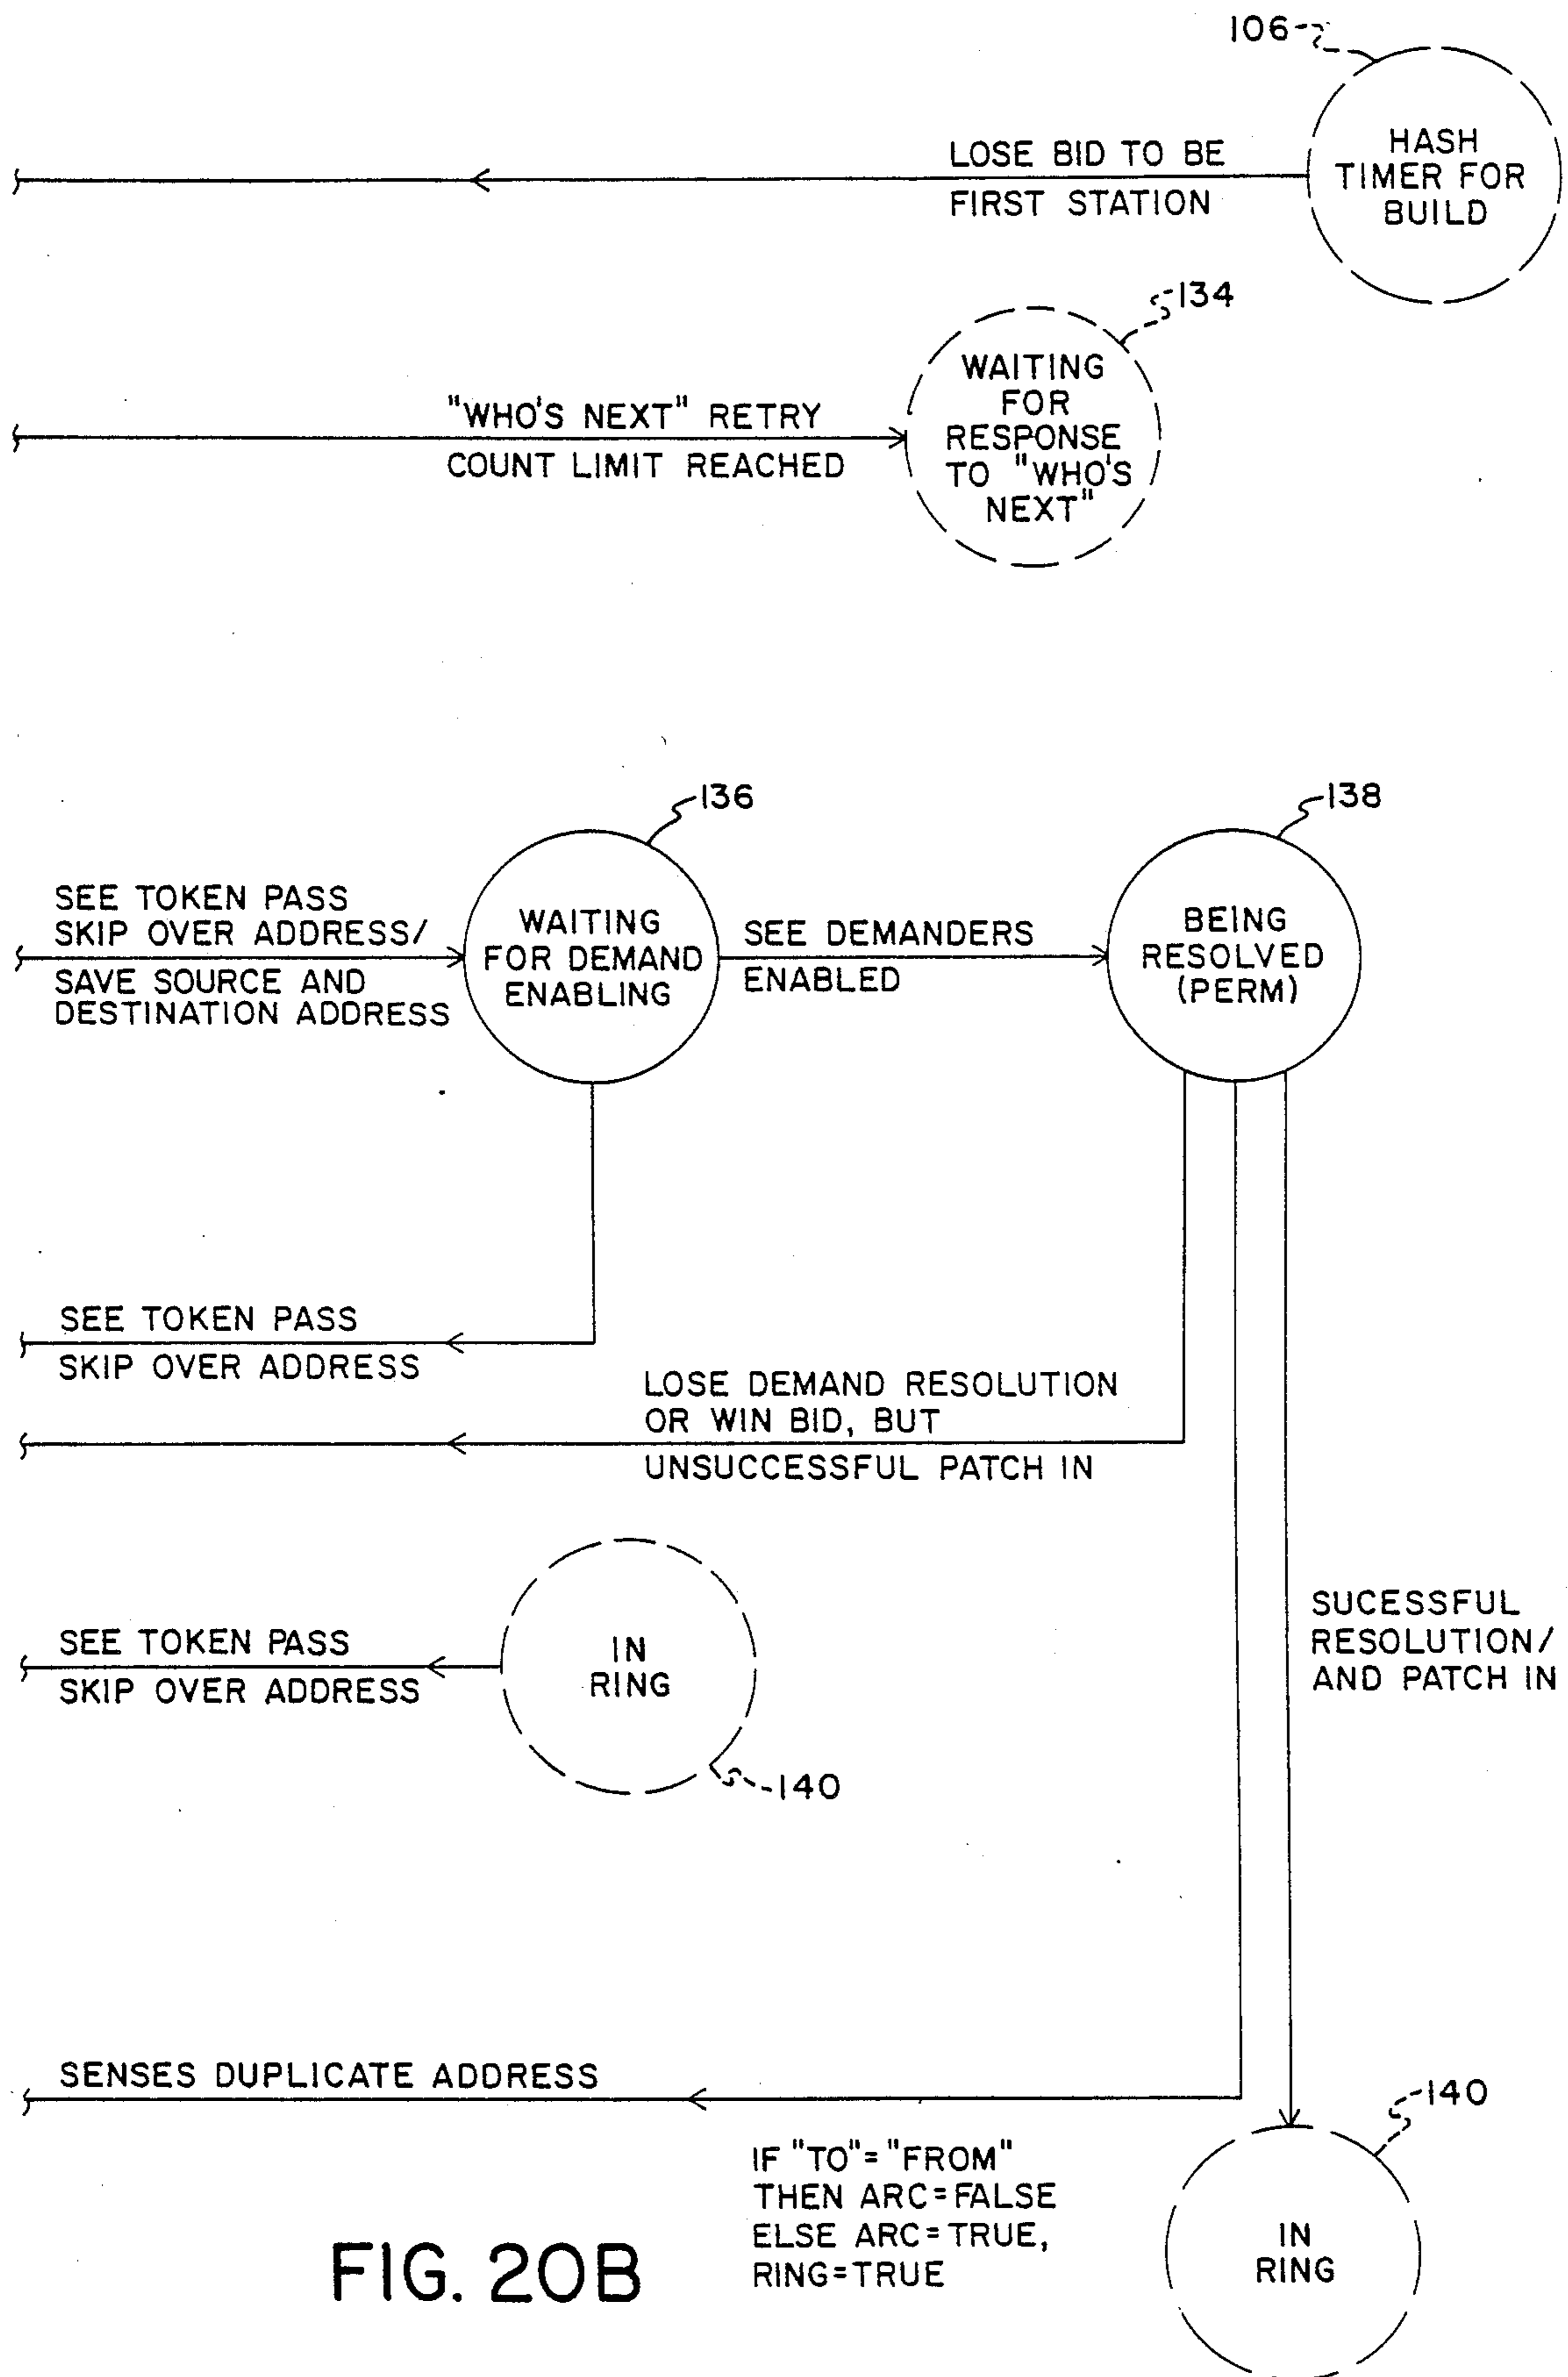 106
HASH
TIMER FOR
BUILD
LOSE BID TO BE
FIRST STATION
134
WAITING
FOR
RESPONSE
TO "WHO'S
NEXT"
"WHO'S NEXT" RETRY
COUNT LIMIT REACHED
136
138
SEE TOKEN PASS
SKIP OVER ADDRESS/
SAVE SOURCE AND
DESTINATION ADDRESS
WAITING
FOR DEMAND
ENABLING
SEE DEMANDERS
ENABLED
BEING
RESOLVED
(PERM)
SEE TOKEN PASS
SKIP OVER ADDRESS
LOSE DEMAND RESOLUTION
OR WIN BID, BUT
UNSUCCESSFUL PATCH IN
SEE TOKEN PASS
SKIP OVER ADDRESS
IN
RING
140
SUCESSFUL
RESOLUTION/
AND PATCH IN
SENSES DUPLICATE ADDRESS
140
IF "TO"="FROM"
THEN ARC=FALSE
ELSE ARC=TRUE,
RING=TRUE
IN
RING
FIG. 20B